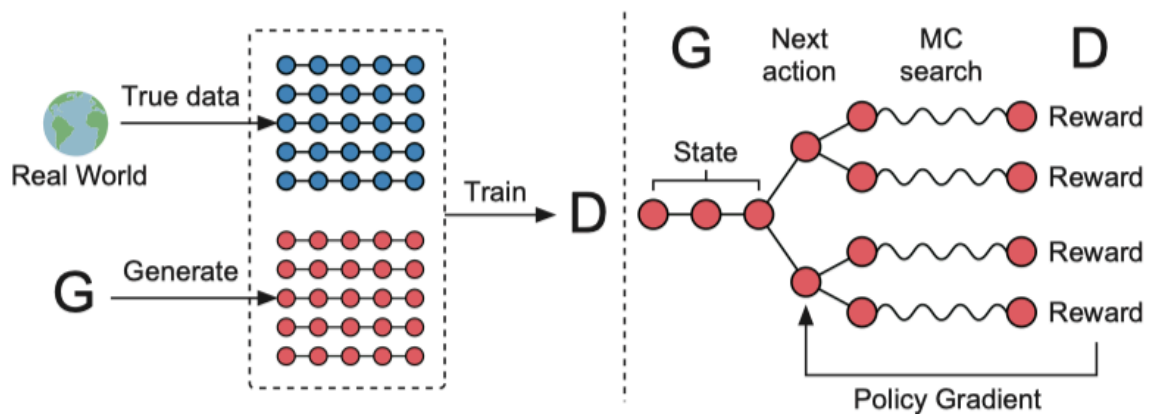 True data
Real World
G
Generate
Train
D
G
Next
action
MC
search
D
State
Reward
Reward
Reward
Reward
Policy Gradient